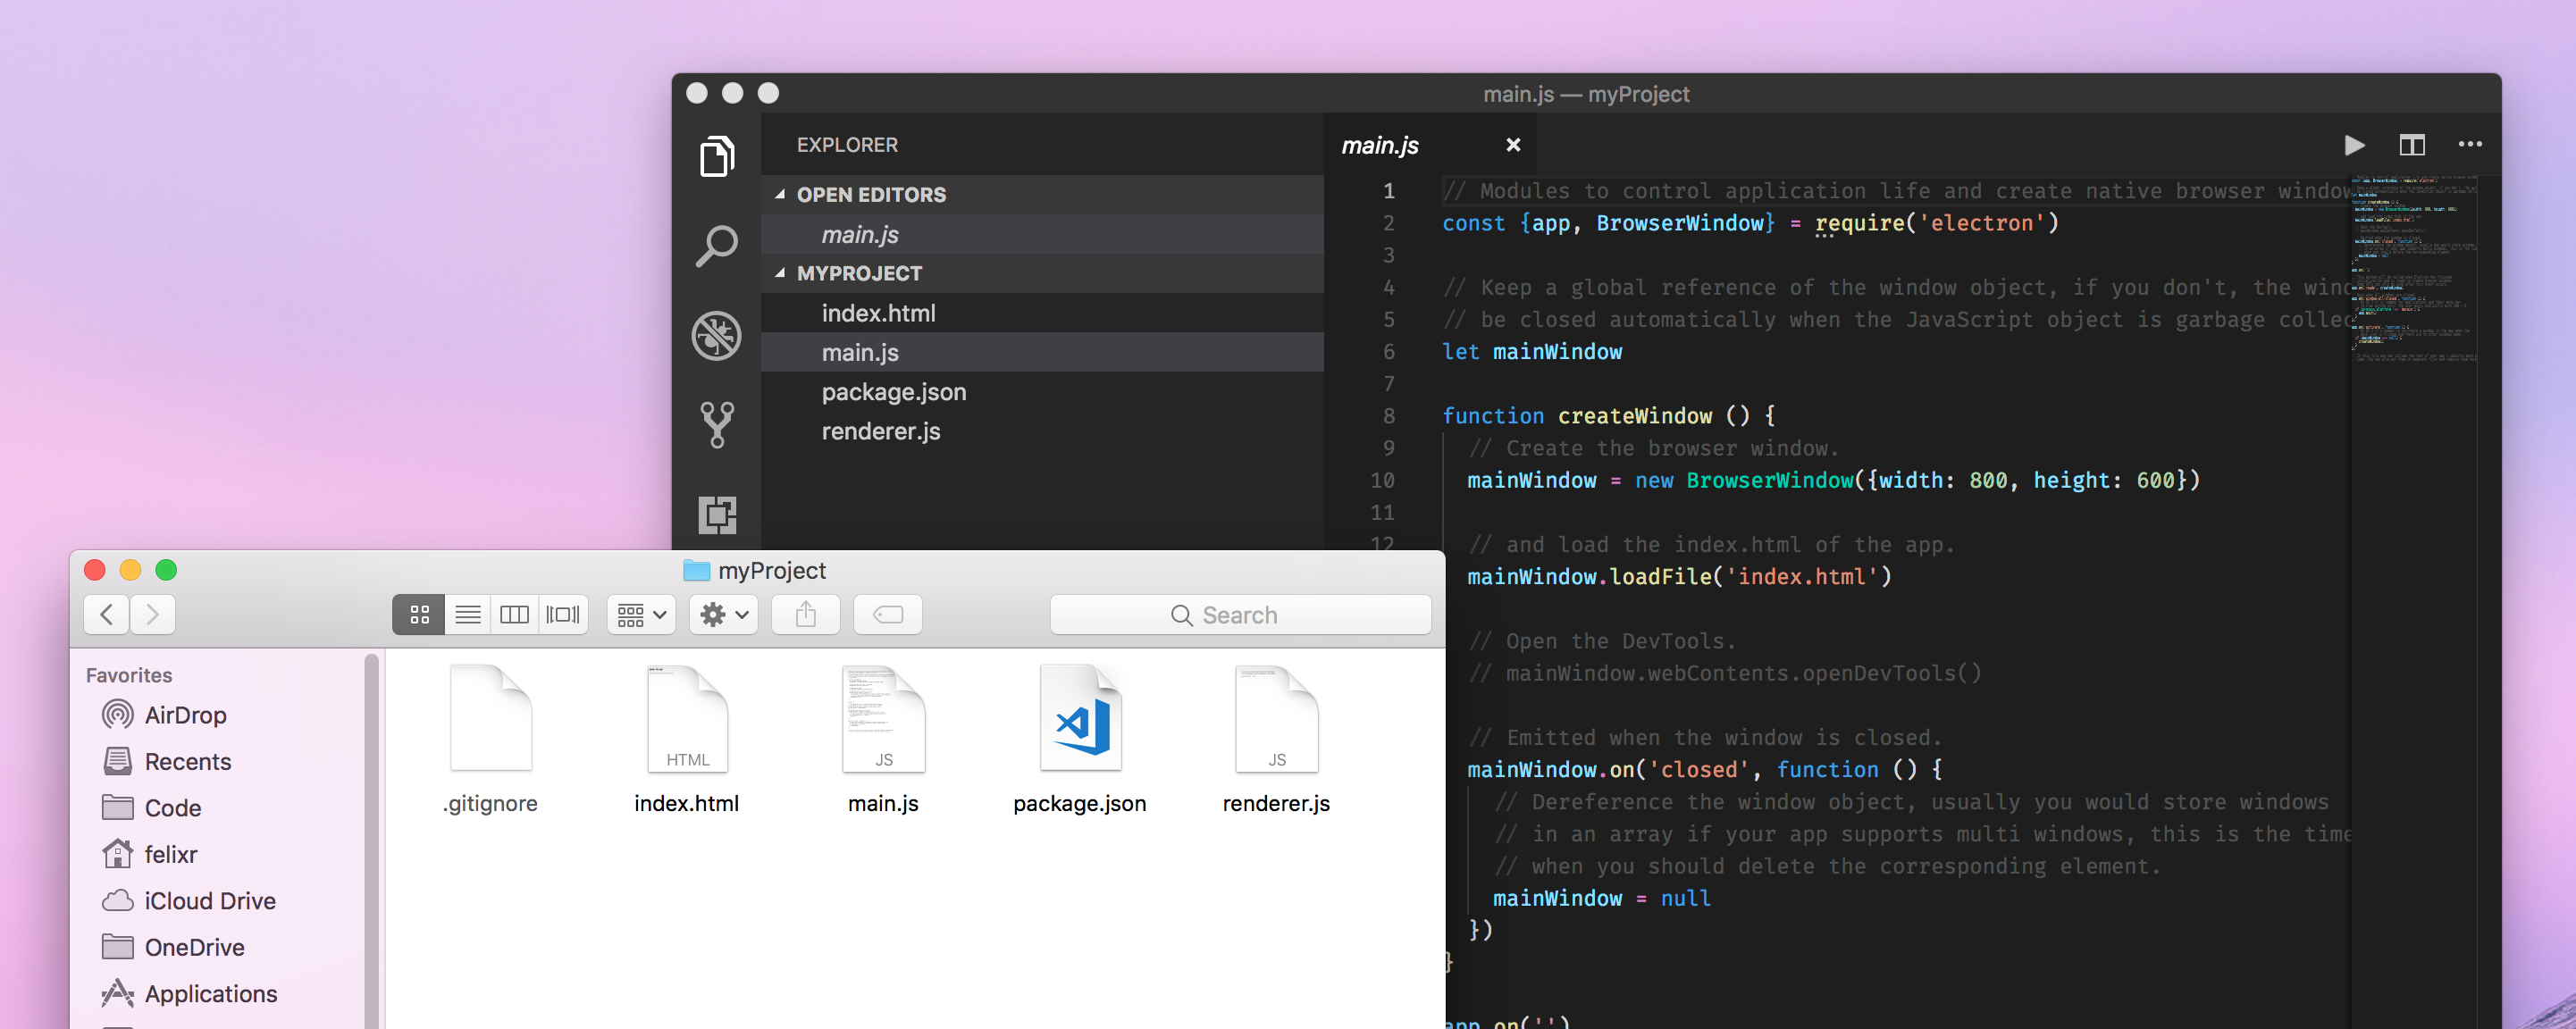 main.js — myProject
EXPLORER
OPEN EDITORS
main.js
MYPROJECT
index.html
main.js
package.json
renderer.js
main.js
1 // Modules to control application life and create native browser window
2 const {app, BrowserWindow} = require('electron')
3
4 // Keep a global reference of the window object, if you don't, the wind
5 // be closed automatically when the JavaScript object is garbage collec
6 let mainWindow
7
8 function createWindow () {
9 // Create the browser window.
10 mainWindow = new BrowserWindow({width: 800, height: 600})
11
12 // and load the index.html of the app.
mainWindow.loadFile('index.html')
// Open the DevTools.
// mainWindow.webContents.openDevTools()
// Emitted when the window is closed.
mainWindow.on('closed', function () {
// Dereference the window object, usually you would store windows
// in an array if your app supports multi windows, this is the time
// when you should delete the corresponding element.
mainWindow = null
})
}
app.on('')
myProject
Search
Favorites
AirDrop
Recents
Code
felixr
iCloud Drive
OneDrive
Applications
HTML
JS
JS
.gitignore
index.html
main.js
package.json
renderer.js